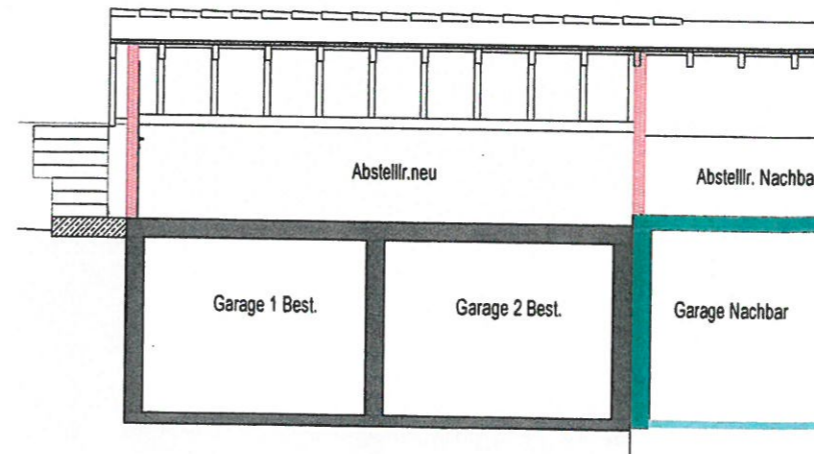 Abstelllr.neu
Abstelllr. Nachba
Garage 1 Best.
Garage 2 Best.
Garage Nachbar